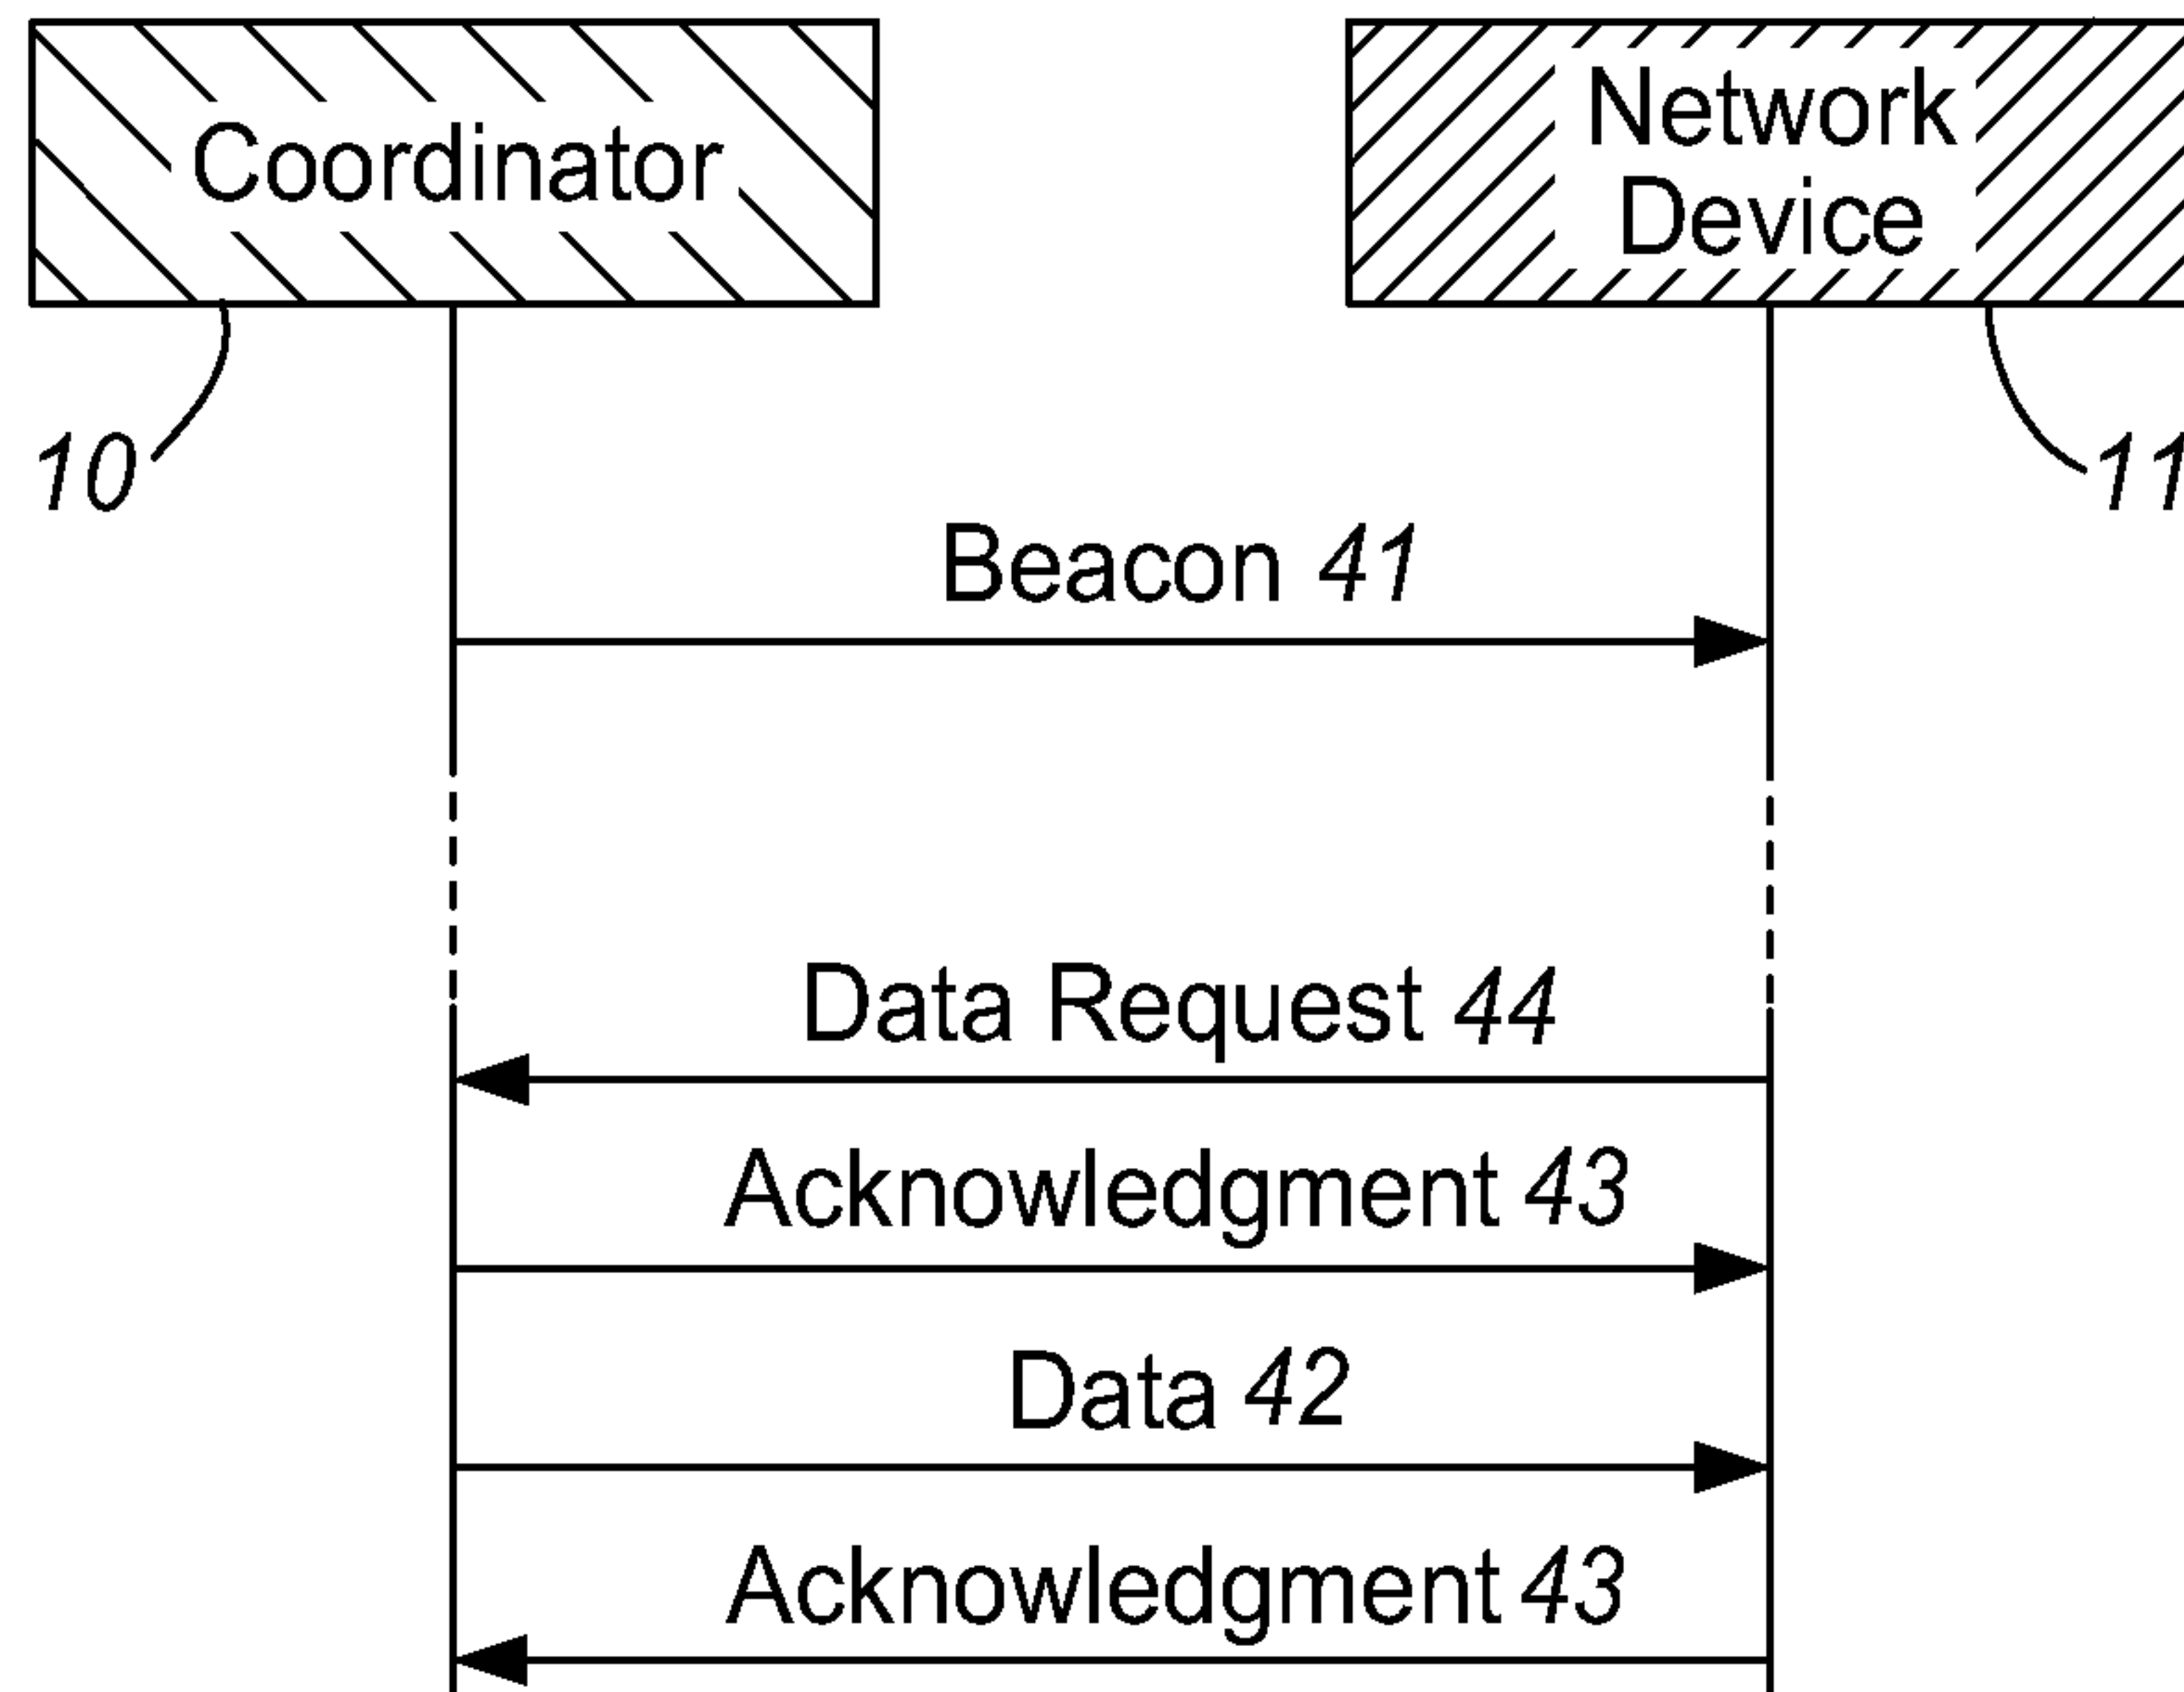 Coordinator
Network
Device
10
11
Beacon 41
Data Request 44
Acknowledgment 43
Data 42
Acknowledgment 43